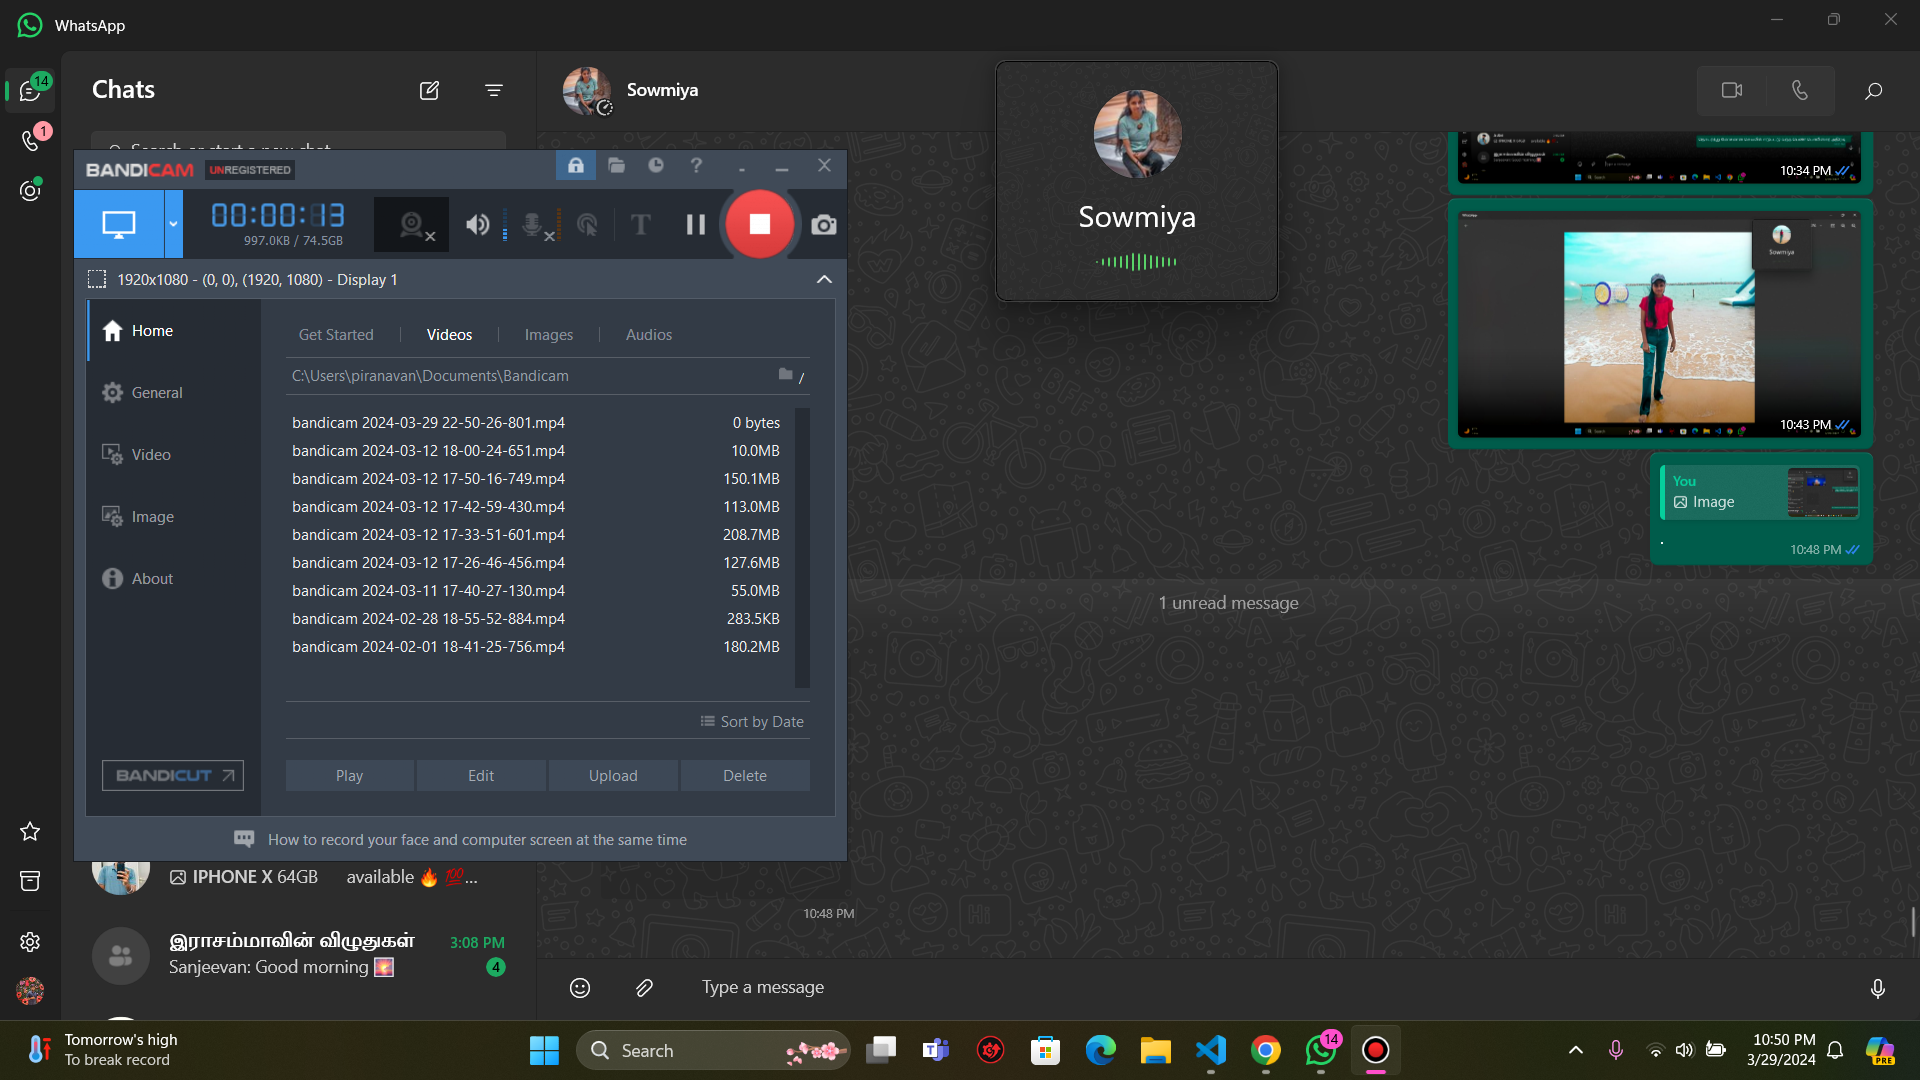 WhatsApp
14
Chats
1
Sowmiya
BANDICAM UNREGISTERED
?
00:00:13
997.0KB / 74.5GB
T
1920x1080 - (0, 0), (1920, 1080) - Display 1
Home
General
Video
Image
About
BANDICUT
Get Started
Videos
Images
Audios
C:\Users\piranavan\Documents\Bandicam
/
bandicam 2024-03-29 22-50-26-801.mp4 0 bytes
bandicam 2024-03-12 18-00-24-651.mp4 10.0MB
bandicam 2024-03-12 17-50-16-749.mp4 150.1MB
bandicam 2024-03-12 17-42-59-430.mp4 113.0MB
bandicam 2024-03-12 17-33-51-601.mp4 208.7MB
bandicam 2024-03-12 17-26-46-456.mp4 127.6MB
bandicam 2024-03-11 17-40-27-130.mp4 55.0MB
bandicam 2024-02-28 18-55-52-884.mp4 283.5KB
bandicam 2024-02-01 18-41-25-756.mp4 180.2MB
Sort by Date
Play
Edit
Upload
Delete
How to record your face and computer screen at the same time
IPHONE X 64GB available 🔥 💯...
இராசம்மாவின் விழுதுகள் 3:08 PM
Sanjeevan: Good morning 🌅 4
Sowmiya
10:34 PM
Sowmiya
10:43 PM
You
Image
.
10:48 PM
1 unread message
10:48 PM
Type a message
Tomorrow's high
To break record
Search
14
10:50 PM
3/29/2024
PRE